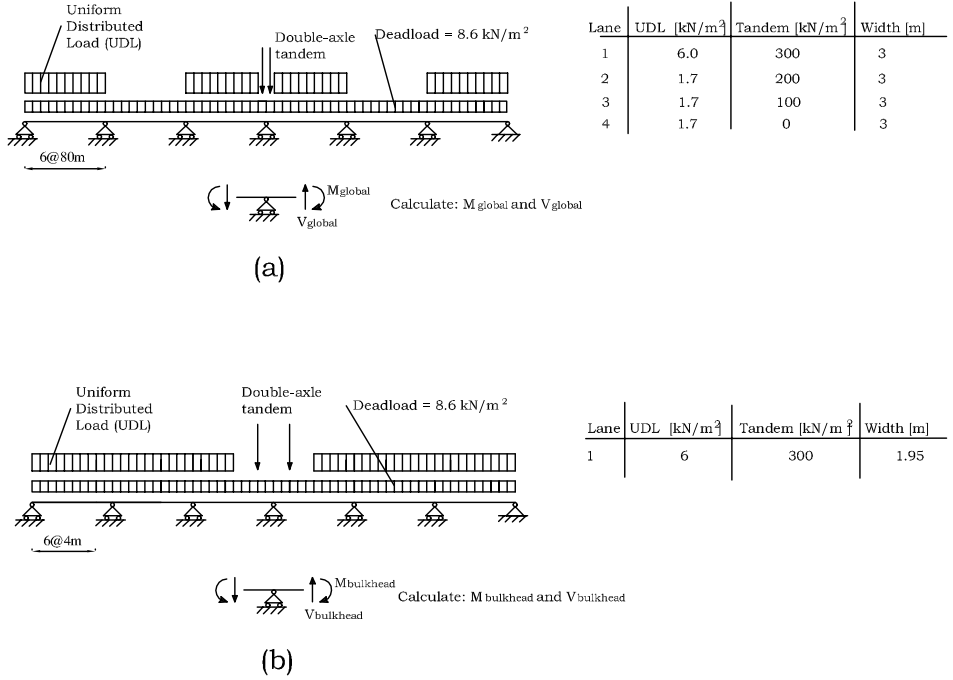 Uniform
Distributed
Load (UDL)
Double-axle
tandem
Deadload = 8.6 kN/m²
6@80m
Mglobal
Vglobal
Calculate: Mglobal and Vglobal
(a)
Lane UDL [kN/m²] Tandem [kN/m²] Width [m]
1 6.0 300 3
2 1.7 200 3
3 1.7 100 3
4 1.7 0 3
Uniform
Distributed
Load (UDL)
Double-axle
tandem
Deadload = 8.6 kN/m²
6@4m
Mbulkhead
Vbulkhead
Calculate: Mbulkhead and Vbulkhead
(b)
Lane UDL [kN/m²] Tandem [kN/m²] Width [m]
1 6 300 1.95